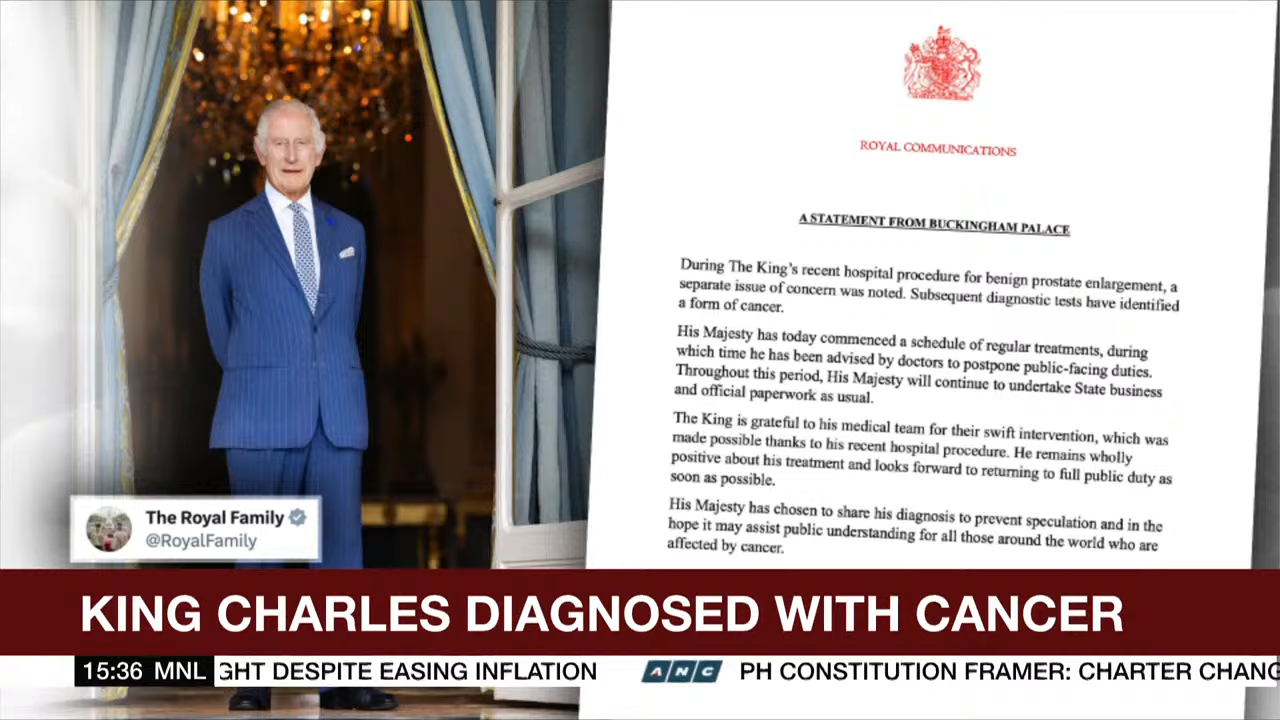 ROYAL COMMUNICATIONS
A STATEMENT FROM BUCKINGHAM PALACE
During The King's recent hospital procedure for benign prostate enlargement, a
separate issue of concern was noted. Subsequent diagnostic tests have identified
a form of cancer.
His Majesty has today commenced a schedule of regular treatments, during
which time he has been advised by doctors to postpone public-facing duties.
Throughout this period, His Majesty will continue to undertake State business
and official paperwork as usual.
The King is grateful to his medical team for their swift intervention, which was
made possible thanks to his recent hospital procedure. He remains wholly
positive about his treatment and looks forward to returning to full public duty as
soon as possible.
His Majesty has chosen to share his diagnosis to prevent speculation and in the
hope it may assist public understanding for all those around the world who are
affected by cancer.
The Royal Family
@RoyalFamily
KING CHARLES DIAGNOSED WITH CANCER
15:36 MNL GHT DESPITE EASING INFLATION ANC PH CONSTITUTION FRAMER: CHARTER CHANG